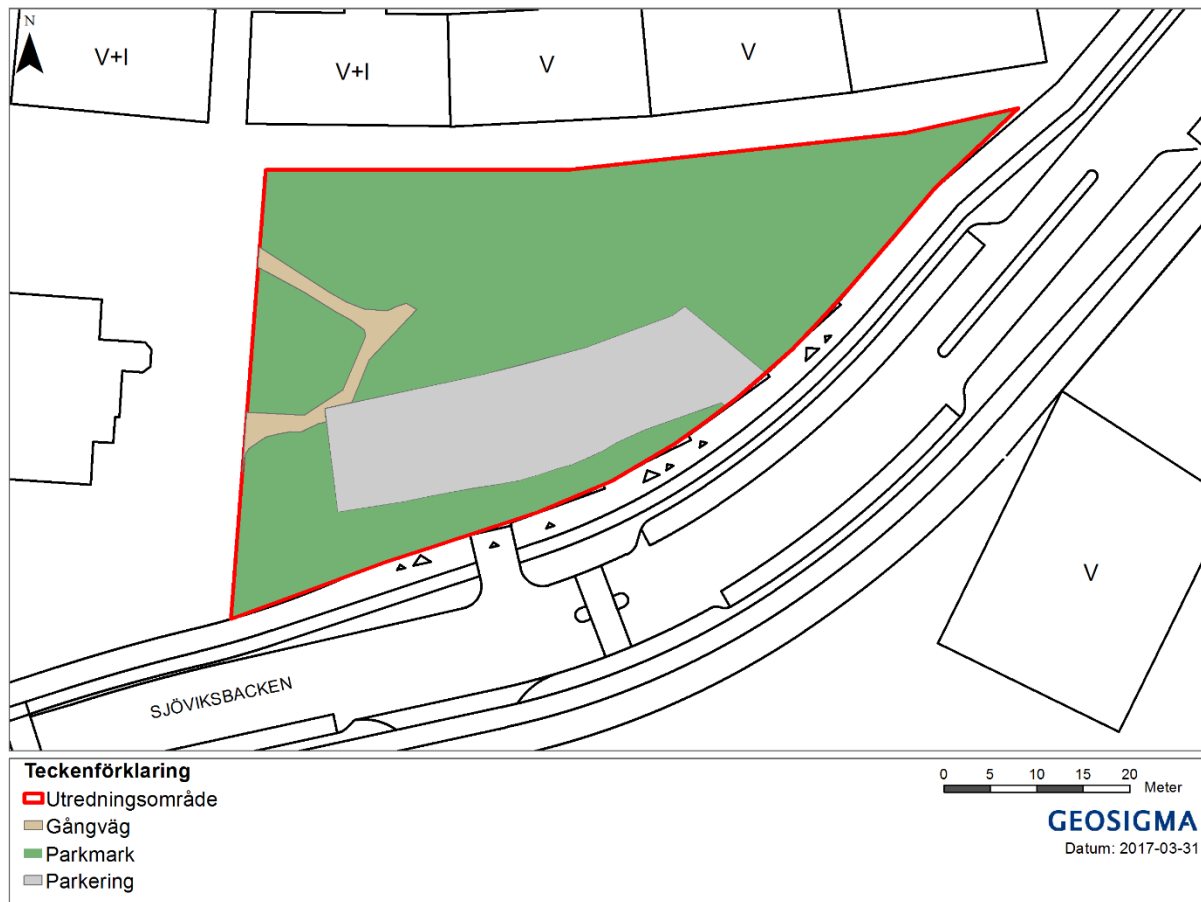 N
V+I
V+I
V
V
V
SJÖVIKSBACKEN
Teckenförklaring
Utredningsområde
Gångväg
Parkmark
Parkering
0 5 10 15 20
Meter
GEOSIGMA
Datum: 2017-03-31